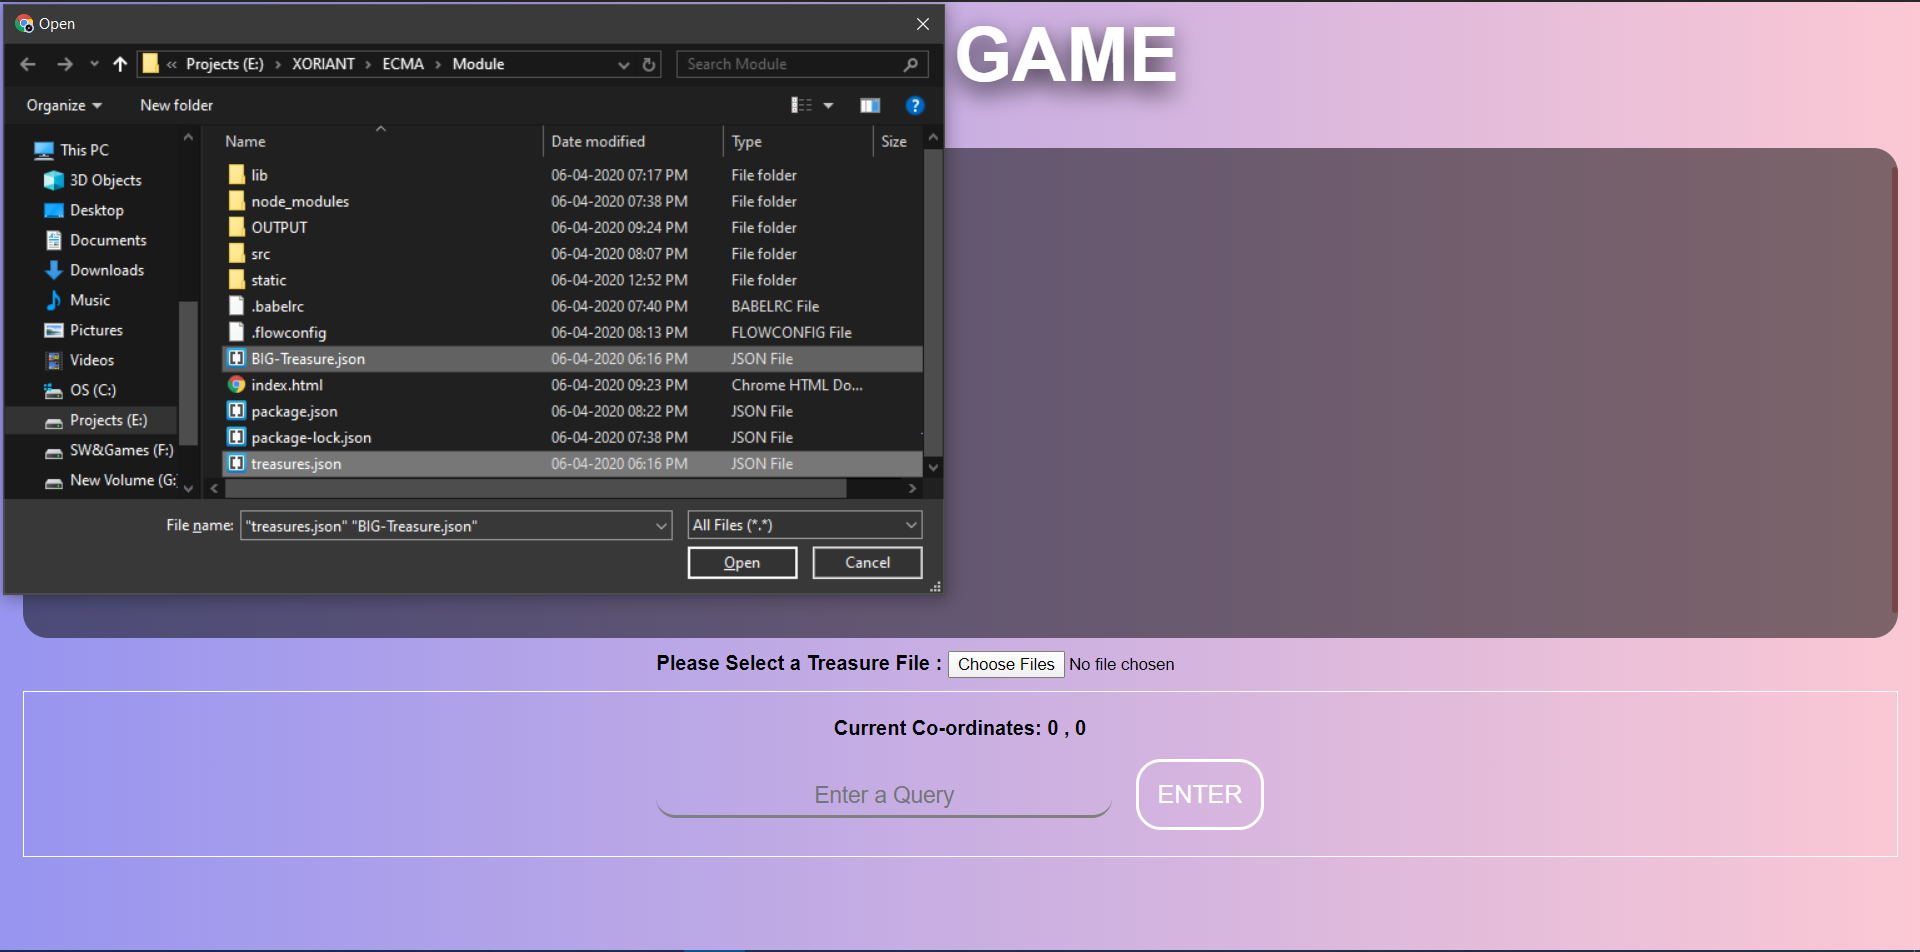 Open
GAME
« Projects (E:) › XORIANT › ECMA › Module
Search Module
Organize
New folder
?
This PC
3D Objects
Desktop
Documents
Downloads
Music
Pictures
Videos
OS (C:)
Projects (E:)
SW&Games (F:)
New Volume (G:
Name Date modified Type Size
lib 06-04-2020 07:17 PM File folder
node_modules 06-04-2020 07:38 PM File folder
OUTPUT 06-04-2020 09:24 PM File folder
src 06-04-2020 08:07 PM File folder
static 06-04-2020 12:52 PM File folder
.babelrc 06-04-2020 07:40 PM BABELRC File
.flowconfig 06-04-2020 08:13 PM FLOWCONFIG File
BIG-Treasure.json 06-04-2020 06:16 PM JSON File
index.html 06-04-2020 09:23 PM Chrome HTML Do...
package.json 06-04-2020 08:22 PM JSON File
package-lock.json 06-04-2020 07:38 PM JSON File
treasures.json 06-04-2020 06:16 PM JSON File
File name: "treasures.json" "BIG-Treasure.json"
All Files (*.*)
Open
Cancel
Please Select a Treasure File : Choose Files No file chosen
Current Co-ordinates: 0 , 0
Enter a Query
ENTER